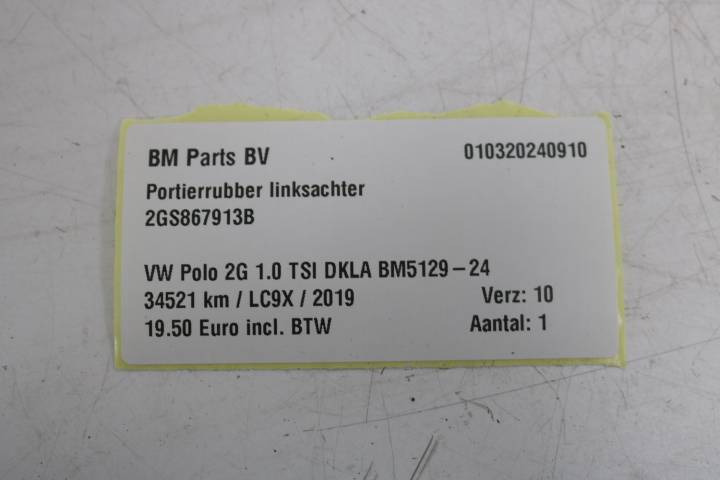 BM Parts BV 010320240910
Portierrubber linksachter
2GS867913B
VW Polo 2G 1.0 TSI DKLA BM5129-24
34521 km / LC9X / 2019 Verz: 10
19.50 Euro incl. BTW Aantal: 1